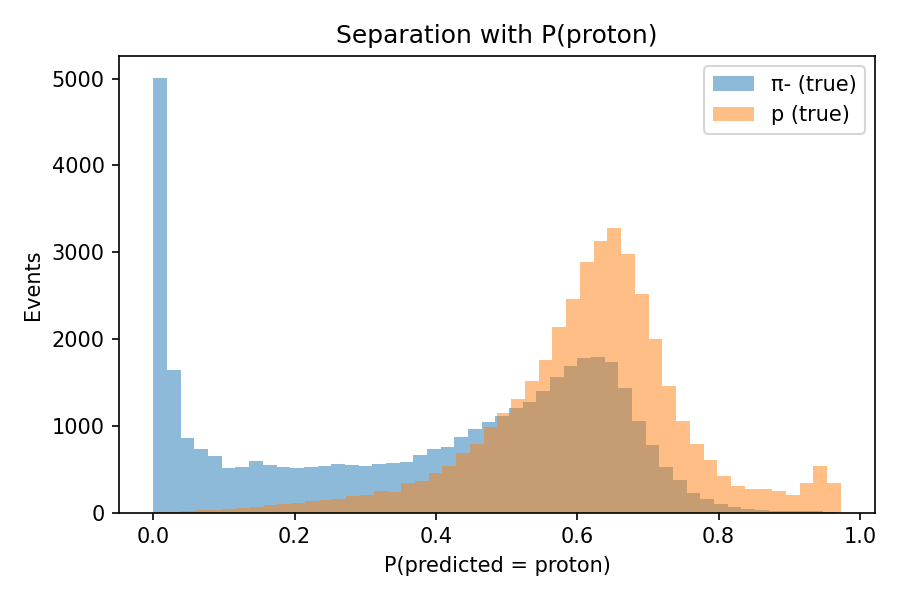 Separation with P(proton)
π- (true)
p (true)
Events
5000
4000
3000
2000
1000
0
0.0 0.2 0.4 0.6 0.8 1.0
P(predicted = proton)